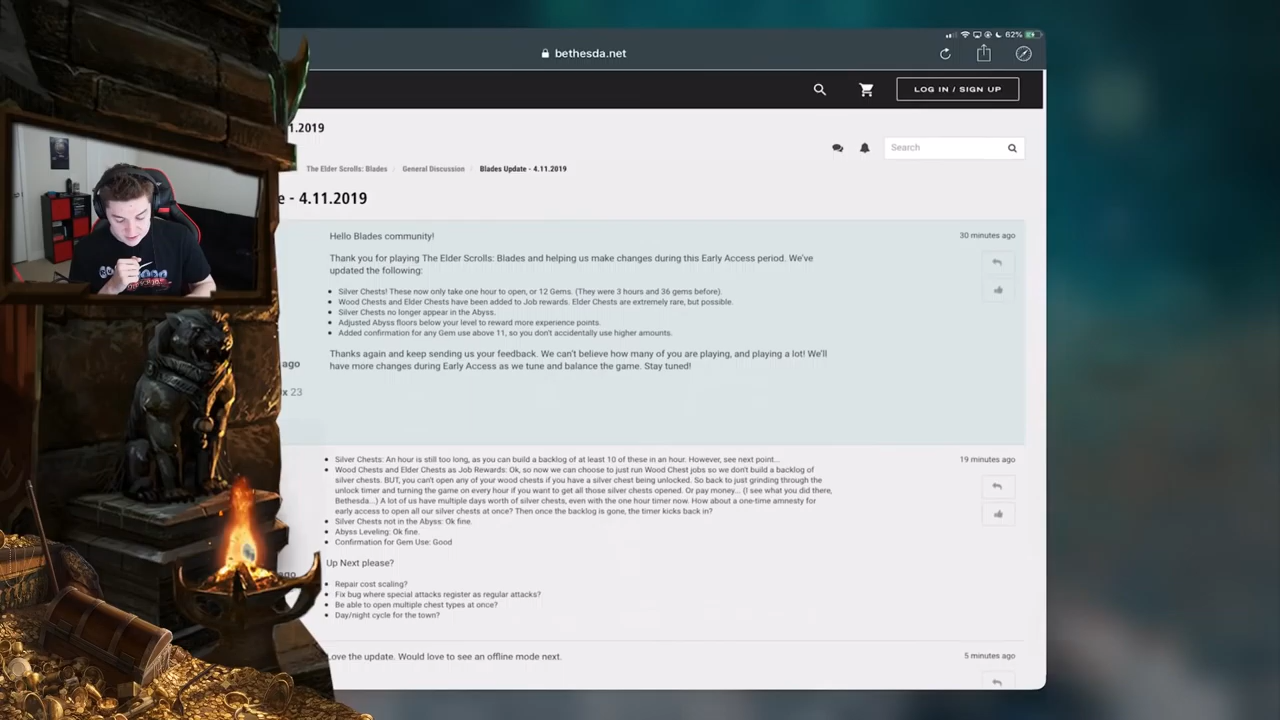 62%
bethesda.net
LOG IN / SIGN UP
1.2019
Search
The Elder Scrolls: Blades / General Discussion / Blades Update - 4.11.2019
e - 4.11.2019
Hello Blades community!
30 minutes ago
Thank you for playing The Elder Scrolls: Blades and helping us make changes during this Early Access period. We've
updated the following:
• Silver Chests! These now only take one hour to open, or 12 Gems. (They were 3 hours and 36 gems before).
• Wood Chests and Elder Chests have been added to Job rewards. Elder Chests are extremely rare, but possible.
• Silver Chests no longer appear in the Abyss.
• Adjusted Abyss floors below your level to reward more experience points.
• Added confirmation for any Gem use above 11, so you don't accidentally use higher amounts.
Thanks again and keep sending us your feedback. We can't believe how many of you are playing, and playing a lot! We'll
have more changes during Early Access as we tune and balance the game. Stay tuned!
ago
x 23
• Silver Chests: An hour is still too long, as you can build a backlog of at least 10 of these in an hour. However, see next point...
19 minutes ago
• Wood Chests and Elder Chests as Job Rewards: Ok, so now we can choose to just run Wood Chest jobs so we don't build a backlog of
silver chests. BUT, you can't open any of your wood chests if you have a silver chest being unlocked. So back to just grinding through the
unlock timer and turning the game on every hour if you want to get all those silver chests opened. Or pay money... (I see what you did there,
Bethesda...) A lot of us have multiple days worth of silver chests, even with the one hour timer now. How about a one-time amnesty for
early access to open all our silver chests at once? Then once the backlog is gone, the timer kicks back in?
• Silver Chests not in the Abyss: Ok fine.
• Abyss Leveling: Ok fine.
• Confirmation for Gem Use: Good
Up Next please?
ago
• Repair cost scaling?
• Fix bug where special attacks register as regular attacks?
• Be able to open multiple chest types at once?
• Day/night cycle for the town?
Love the update. Would love to see an offline mode next.
5 minutes ago